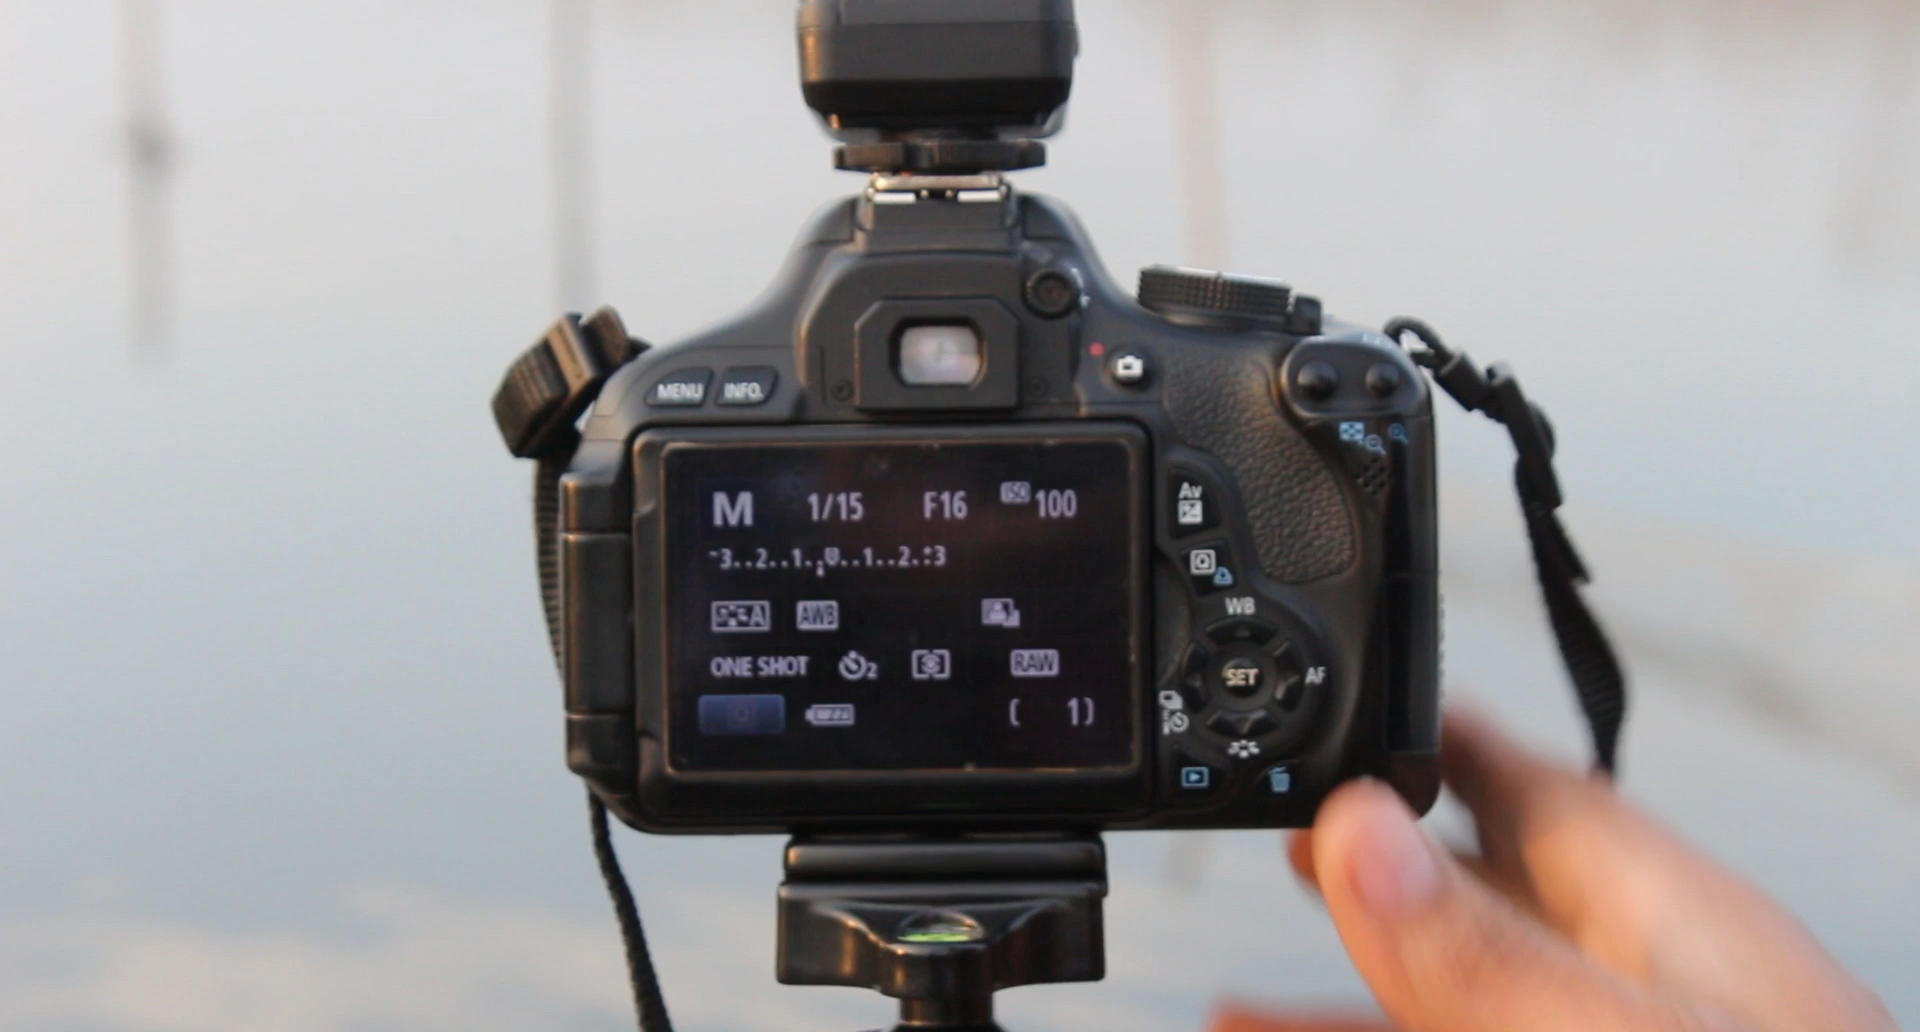 MENU INFO.
M 1/15 F16 ISO 100
-3..2..1..0..1..2.:3
A AWB
ONE SHOT 2 RAW
( 1)
Av
Q
WB
SET AF